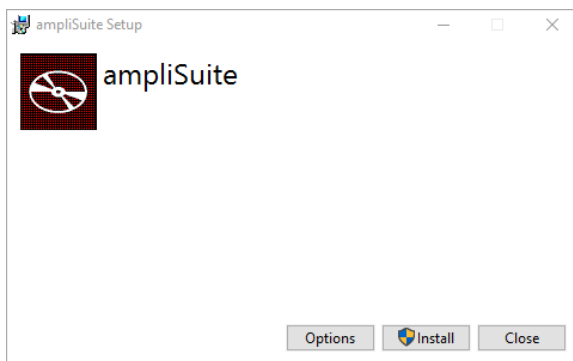 ampliSuite Setup
ampliSuite
Options
Install
Close